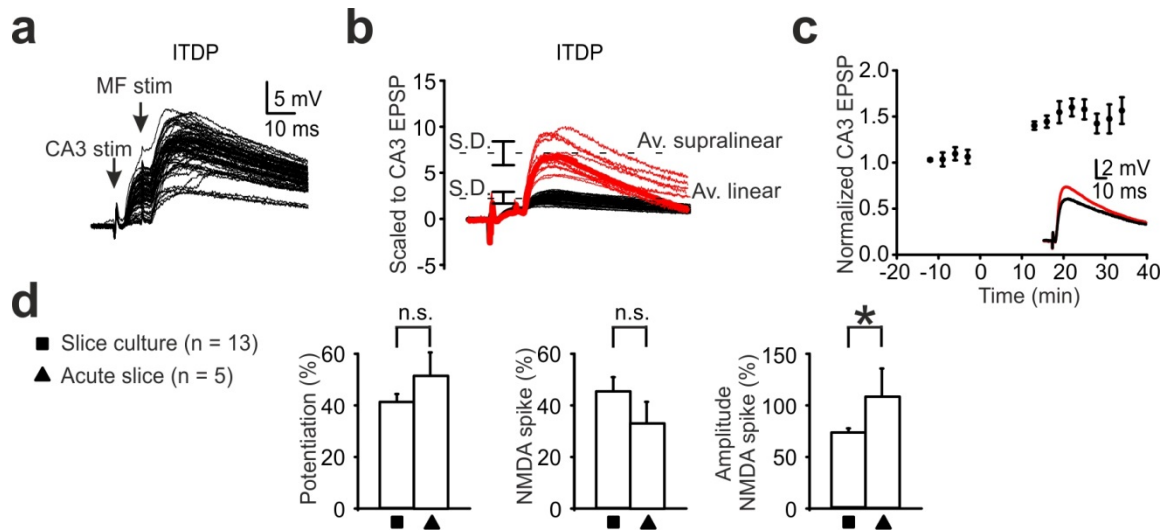 a
ITDP
MF stim
CA3 stim
5 mV
10 ms
b
ITDP
Scaled to CA3 EPSP
15
10
5
0
-5
S.D.
S.D.
Av. supralinear
Av. linear
c
Normalized CA3 EPSP
2.0
1.5
1.0
0.5
0.0
-20 -10 0 10 20 30 40
Time (min)
2 mV
10 ms
d
■ Slice culture (n = 13)
▲ Acute slice (n = 5)
n.s.
Potentiation (%)
60
40
20
0
■ ▲
n.s.
NMDA spike (%)
60
40
20
0
■ ▲
*
Amplitude
NMDA spike (%)
150
100
50
0
■ ▲